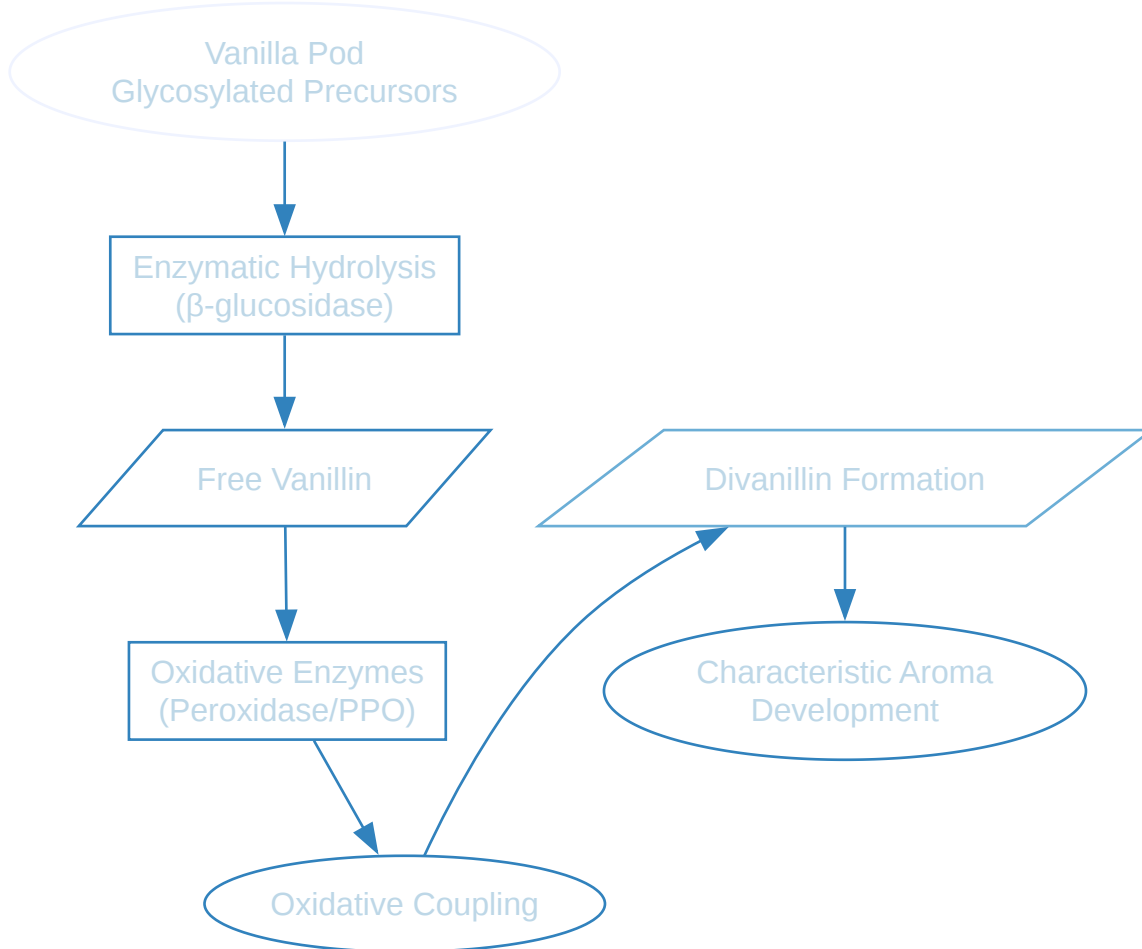 Vanilla Pod
Glycosylated Precursors
Enzymatic Hydrolysis
(β-glucosidase)
Free Vanillin
Divanillin Formation
Oxidative Enzymes
(Peroxidase/PPO)
Characteristic Aroma
Development
Oxidative Coupling